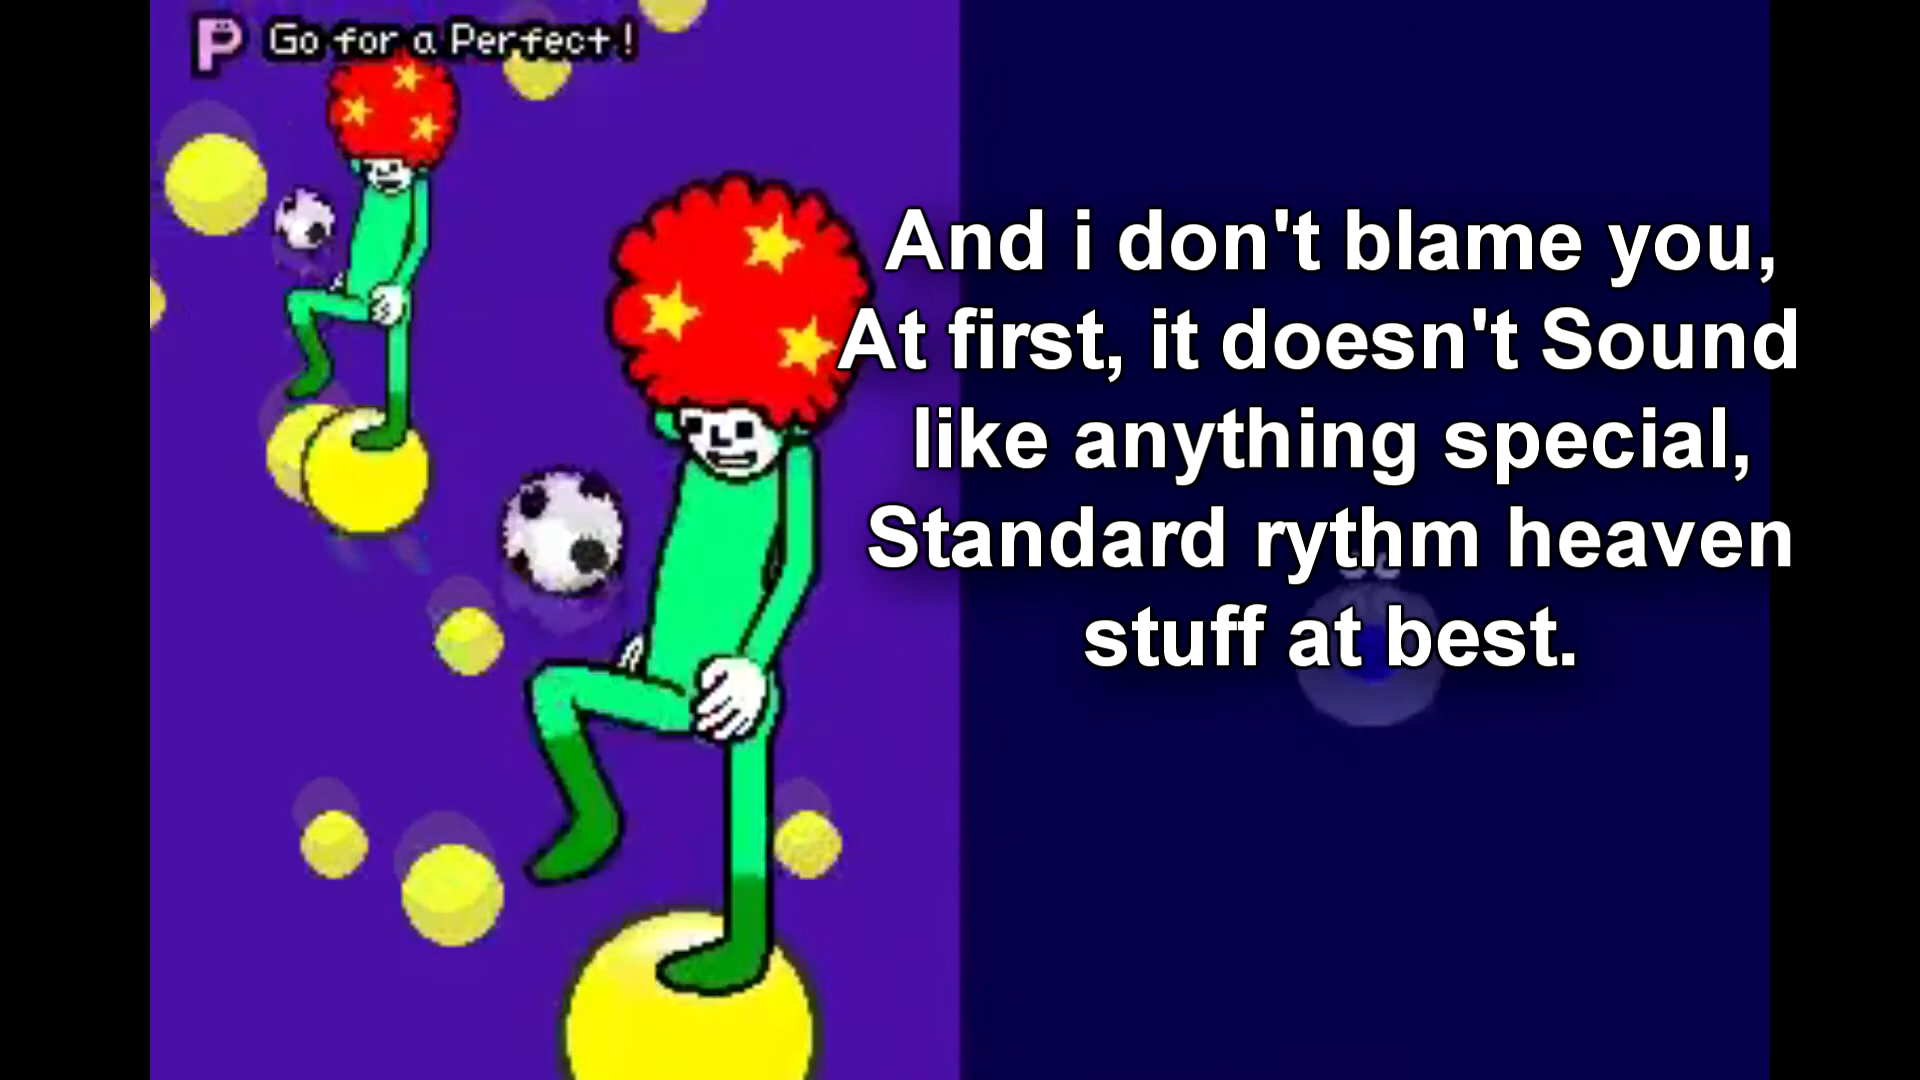 P Go for a Perfect!
And i don't blame you,
At first, it doesn't Sound
like anything special,
Standard rythm heaven
stuff at best.